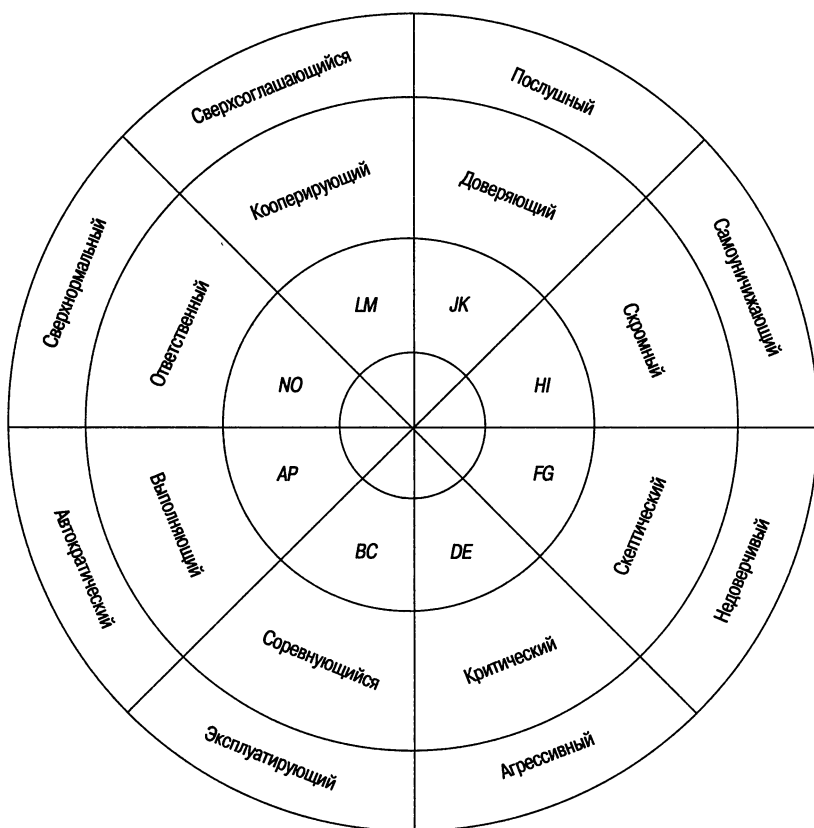 Сверхсоглашающийся
Послушный
Кооперирующий
Доверяющий
Сверхнормальный
Самоуничижающий
Ответственный
Скромный
LM
JK
NO
HI
AP
FG
BC
DE
Автократический
Выполняющий
Скептический
Недоверчивый
Соревнующийся
Критический
Эксплуатирующий
Агрессивный